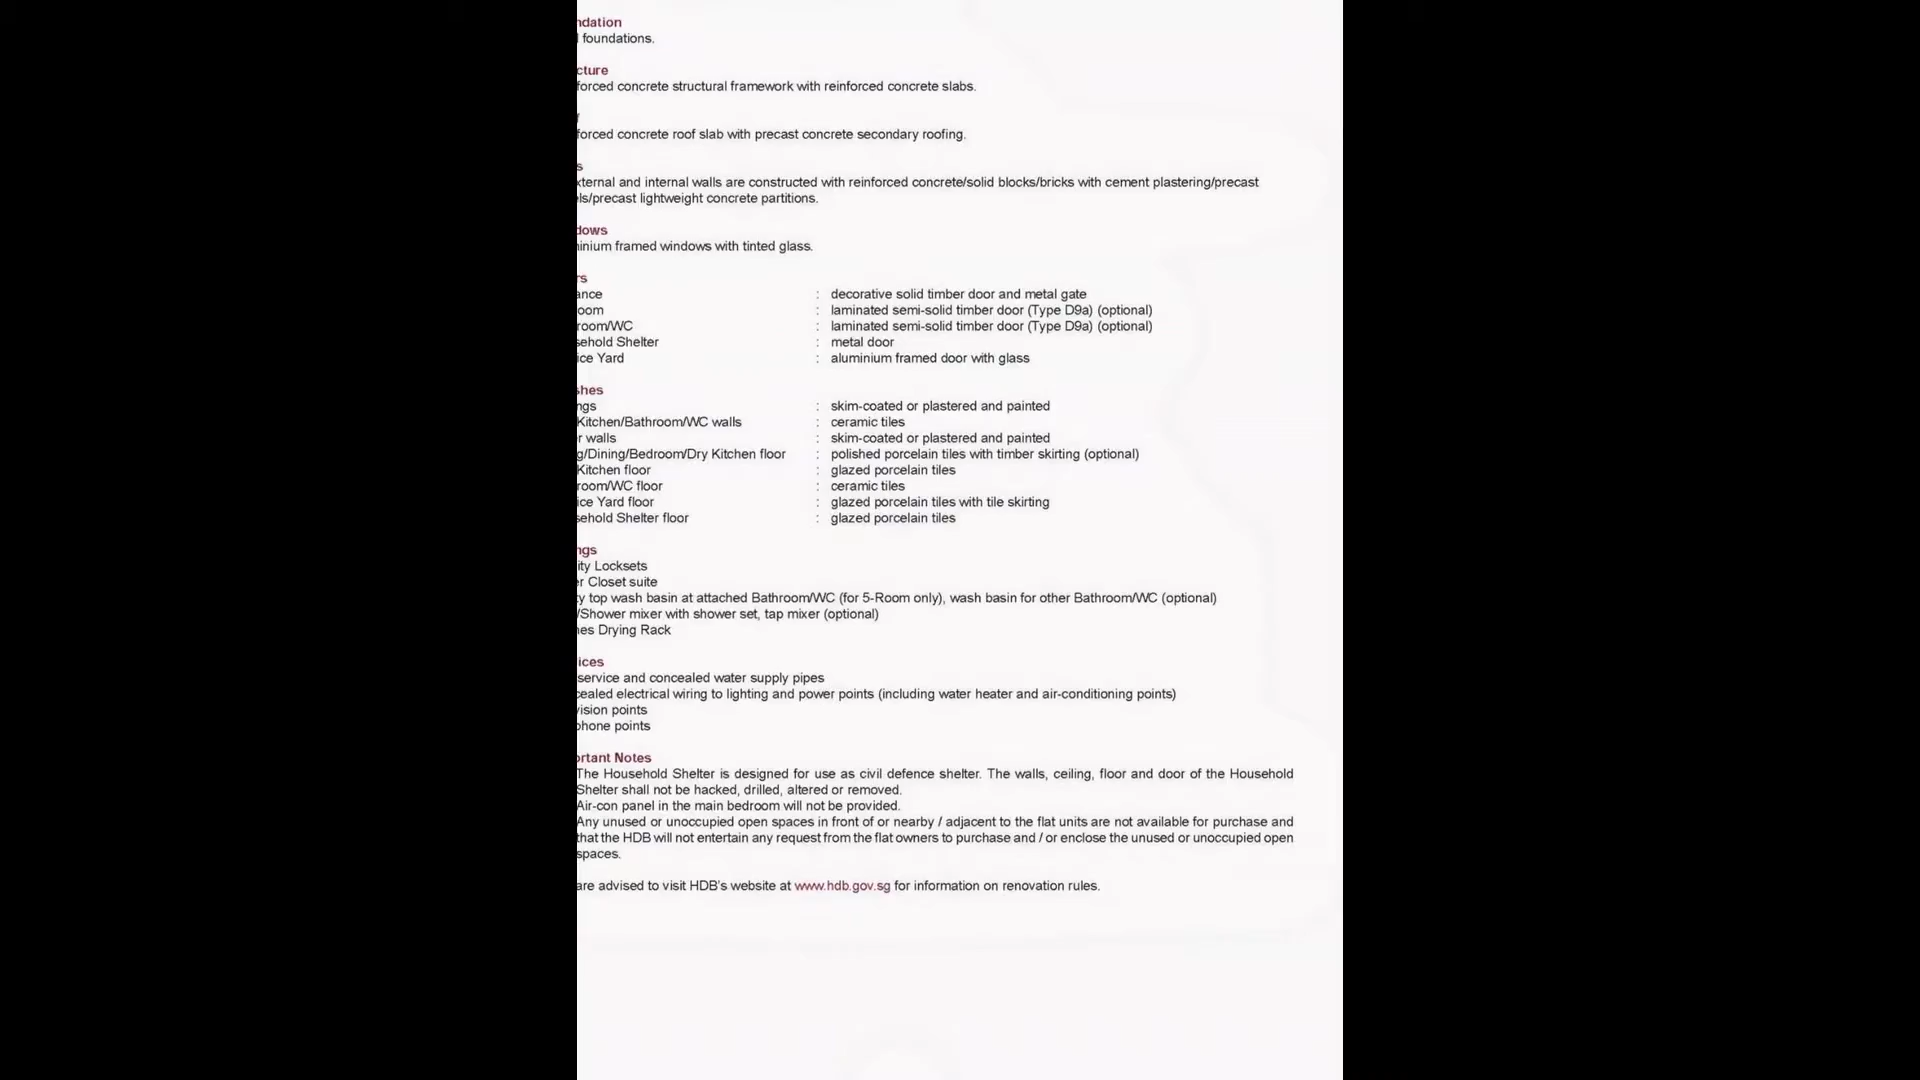 ndation
foundations.
cture
forced concrete structural framework with reinforced concrete slabs.
forced concrete roof slab with precast concrete secondary roofing.
s
xternal and internal walls are constructed with reinforced concrete/solid blocks/bricks with cement plastering/precast
els/precast lightweight concrete partitions.
dows
inium framed windows with tinted glass.
rs
ance : decorative solid timber door and metal gate
oom : laminated semi-solid timber door (Type D9a) (optional)
room/WC : laminated semi-solid timber door (Type D9a) (optional)
sehold Shelter : metal door
ice Yard : aluminium framed door with glass
shes
ngs : skim-coated or plastered and painted
Kitchen/Bathroom/WC walls : ceramic tiles
r walls : skim-coated or plastered and painted
g/Dining/Bedroom/Dry Kitchen floor : polished porcelain tiles with timber skirting (optional)
Kitchen floor : glazed porcelain tiles
room/WC floor : ceramic tiles
ice Yard floor : glazed porcelain tiles with tile skirting
sehold Shelter floor : glazed porcelain tiles
ngs
ity Locksets
er Closet suite
y top wash basin at attached Bathroom/WC (for 5-Room only), wash basin for other Bathroom/WC (optional)
/Shower mixer with shower set, tap mixer (optional)
hes Drying Rack
ices
service and concealed water supply pipes
cealed electrical wiring to lighting and power points (including water heater and air-conditioning points)
vision points
phone points
ortant Notes
The Household Shelter is designed for use as civil defence shelter. The walls, ceiling, floor and door of the Household
Shelter shall not be hacked, drilled, altered or removed.
Air-con panel in the main bedroom will not be provided.
Any unused or unoccupied open spaces in front of or nearby / adjacent to the flat units are not available for purchase and
that the HDB will not entertain any request from the flat owners to purchase and / or enclose the unused or unoccupied open
spaces.
are advised to visit HDB's website at www.hdb.gov.sg for information on renovation rules.